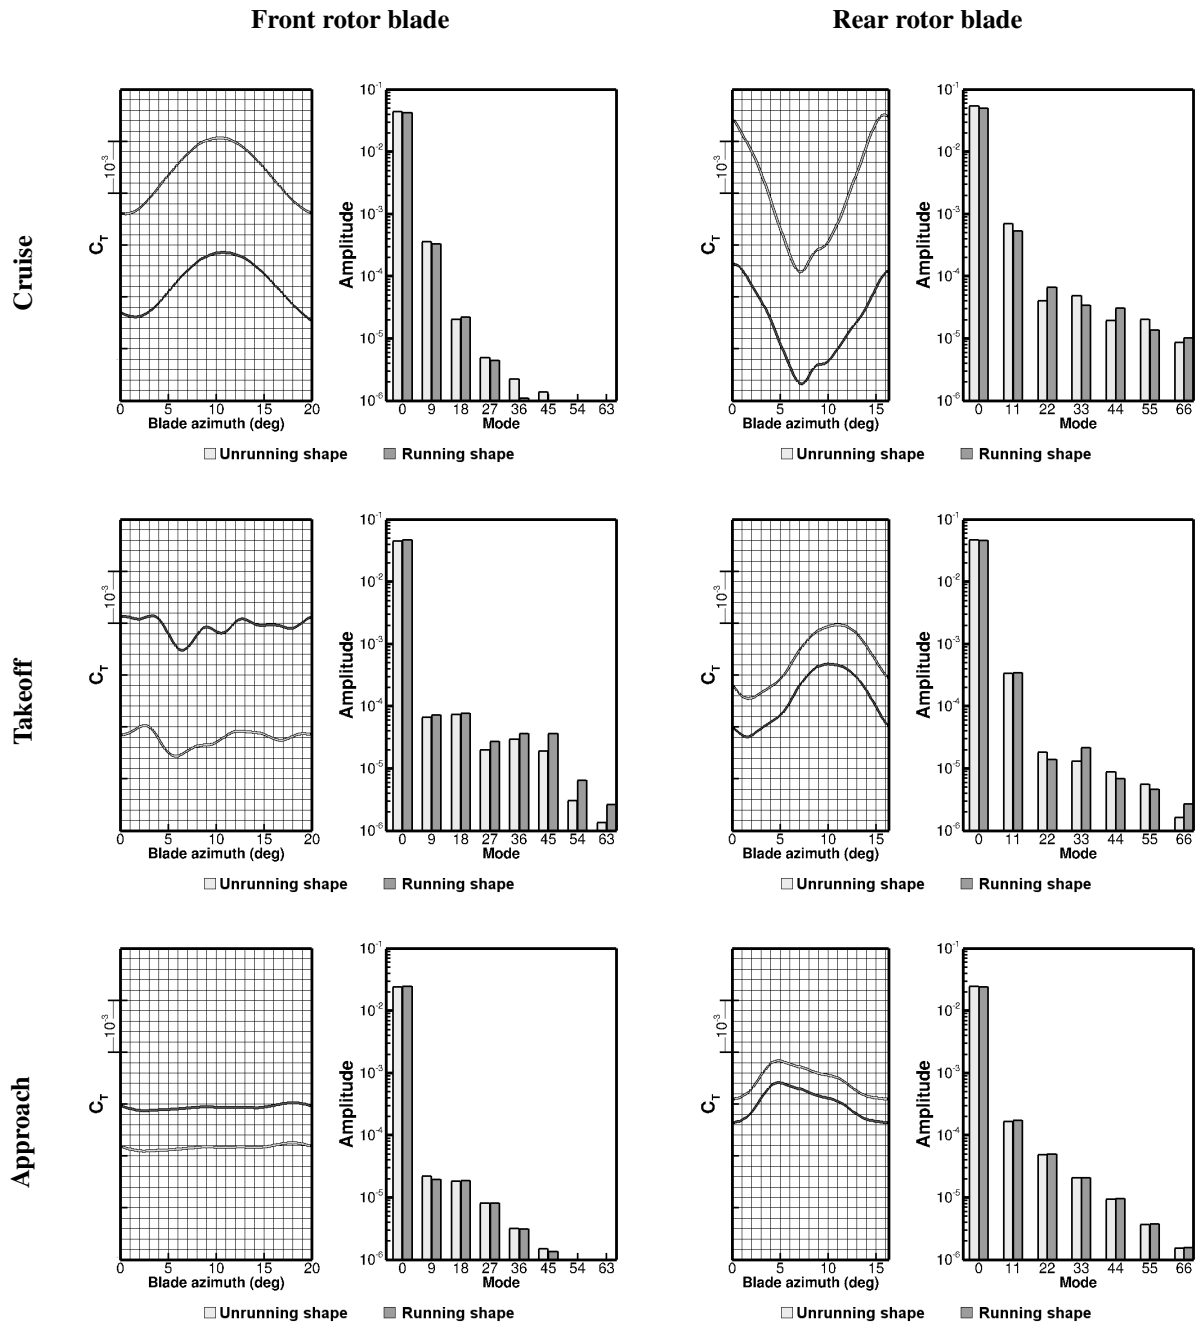 Front rotor blade
Rear rotor blade
Cruise
C_T
10^-3
0 5 10 15 20
Blade azimuth (deg)
Amplitude
10^-1
10^-2
10^-3
10^-4
10^-5
10^-6
0 9 18 27 36 45 54 63
Mode
Unrunning shape Running shape
C_T
10^-3
0 5 10 15
Blade azimuth (deg)
Amplitude
10^-1
10^-2
10^-3
10^-4
10^-5
10^-6
0 11 22 33 44 55 66
Mode
Unrunning shape Running shape
Takeoff
C_T
10^-3
0 5 10 15 20
Blade azimuth (deg)
Amplitude
10^-1
10^-2
10^-3
10^-4
10^-5
10^-6
0 9 18 27 36 45 54 63
Mode
Unrunning shape Running shape
C_T
10^-3
0 5 10 15
Blade azimuth (deg)
Amplitude
10^-1
10^-2
10^-3
10^-4
10^-5
10^-6
0 11 22 33 44 55 66
Mode
Unrunning shape Running shape
Approach
C_T
10^-3
0 5 10 15 20
Blade azimuth (deg)
Amplitude
10^-1
10^-2
10^-3
10^-4
10^-5
10^-6
0 9 18 27 36 45 54 63
Mode
Unrunning shape Running shape
C_T
10^-3
0 5 10 15
Blade azimuth (deg)
Amplitude
10^-1
10^-2
10^-3
10^-4
10^-5
10^-6
0 11 22 33 44 55 66
Mode
Unrunning shape Running shape